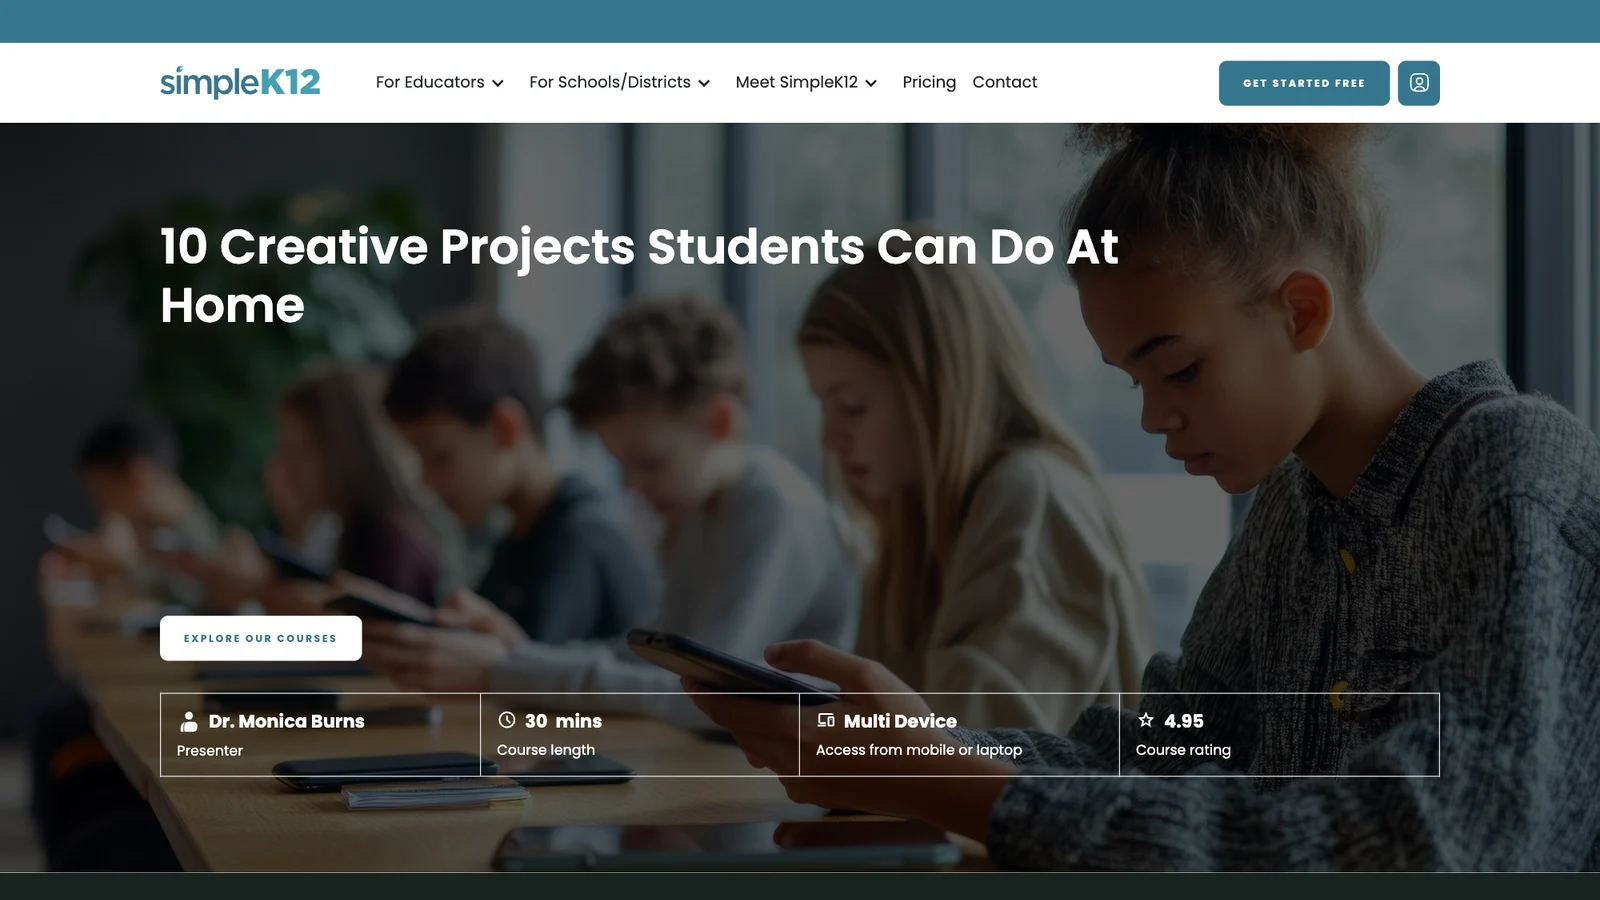 simpleK12
For Educators
For Schools/Districts
Meet SimpleK12
Pricing
Contact
GET STARTED FREE
10 Creative Projects Students Can Do At
Home
EXPLORE OUR COURSES
Dr. Monica Burns
Presenter
30 mins
Course length
Multi Device
Access from mobile or laptop
4.95
Course rating